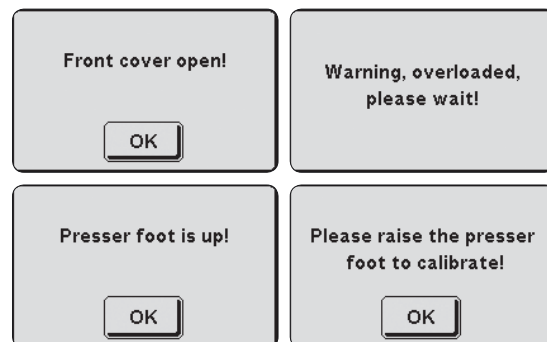 Front cover open!
OK
Warning, overloaded,
please wait!
Presser foot is up!
OK
Please raise the presser
foot to calibrate!
OK